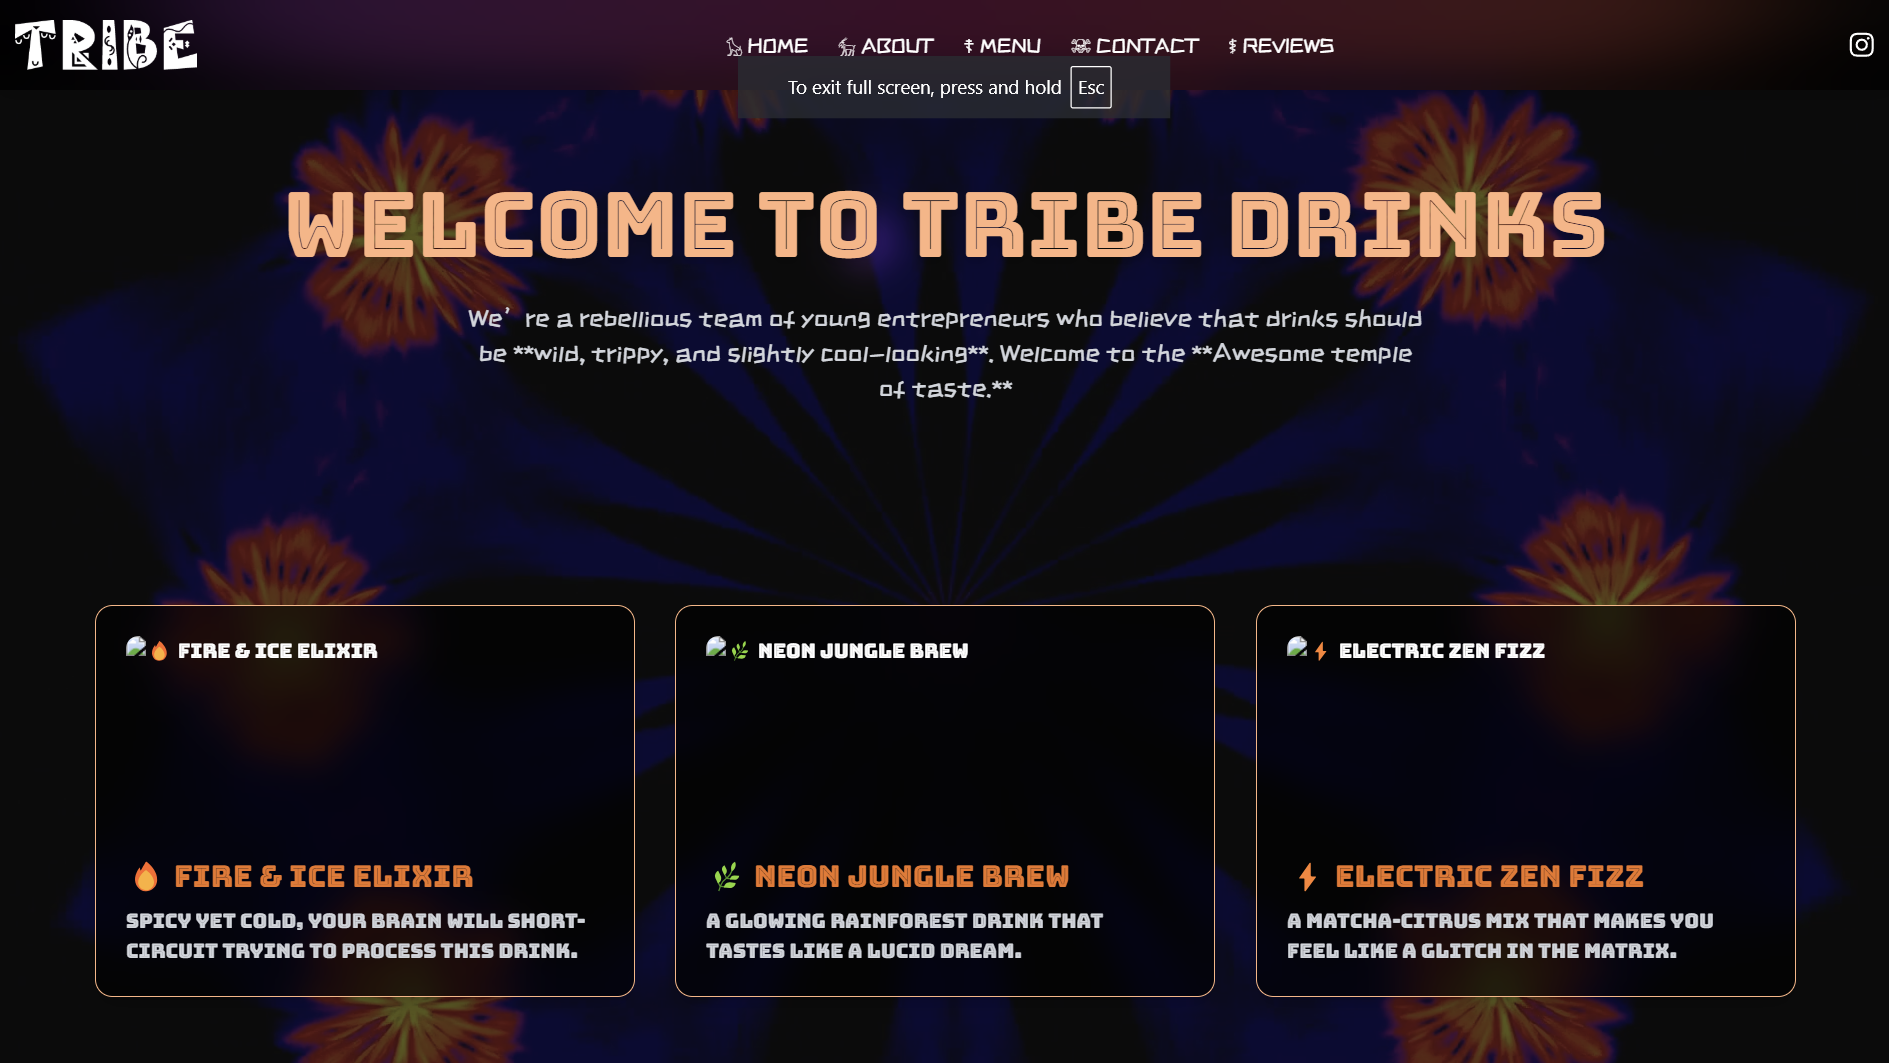 TRIBE
HOME ABOUT MENU CONTACT REVIEWS
To exit full screen, press and hold Esc
WELCOME TO TRIBE DRINKS
We’re a rebellious team of young entrepreneurs who believe that drinks should
be **wild, trippy, and slightly cool-looking**. Welcome to the **Awesome temple
of taste.**
🔥 FIRE & ICE ELIXIR
🌿 NEON JUNGLE BREW
⚡ ELECTRIC ZEN FIZZ
🔥 FIRE & ICE ELIXIR
SPICY YET COLD, YOUR BRAIN WILL SHORT-
CIRCUIT TRYING TO PROCESS THIS DRINK.
🌿 NEON JUNGLE BREW
A GLOWING RAINFOREST DRINK THAT
TASTES LIKE A LUCID DREAM.
⚡ ELECTRIC ZEN FIZZ
A MATCHA-CITRUS MIX THAT MAKES YOU
FEEL LIKE A GLITCH IN THE MATRIX.